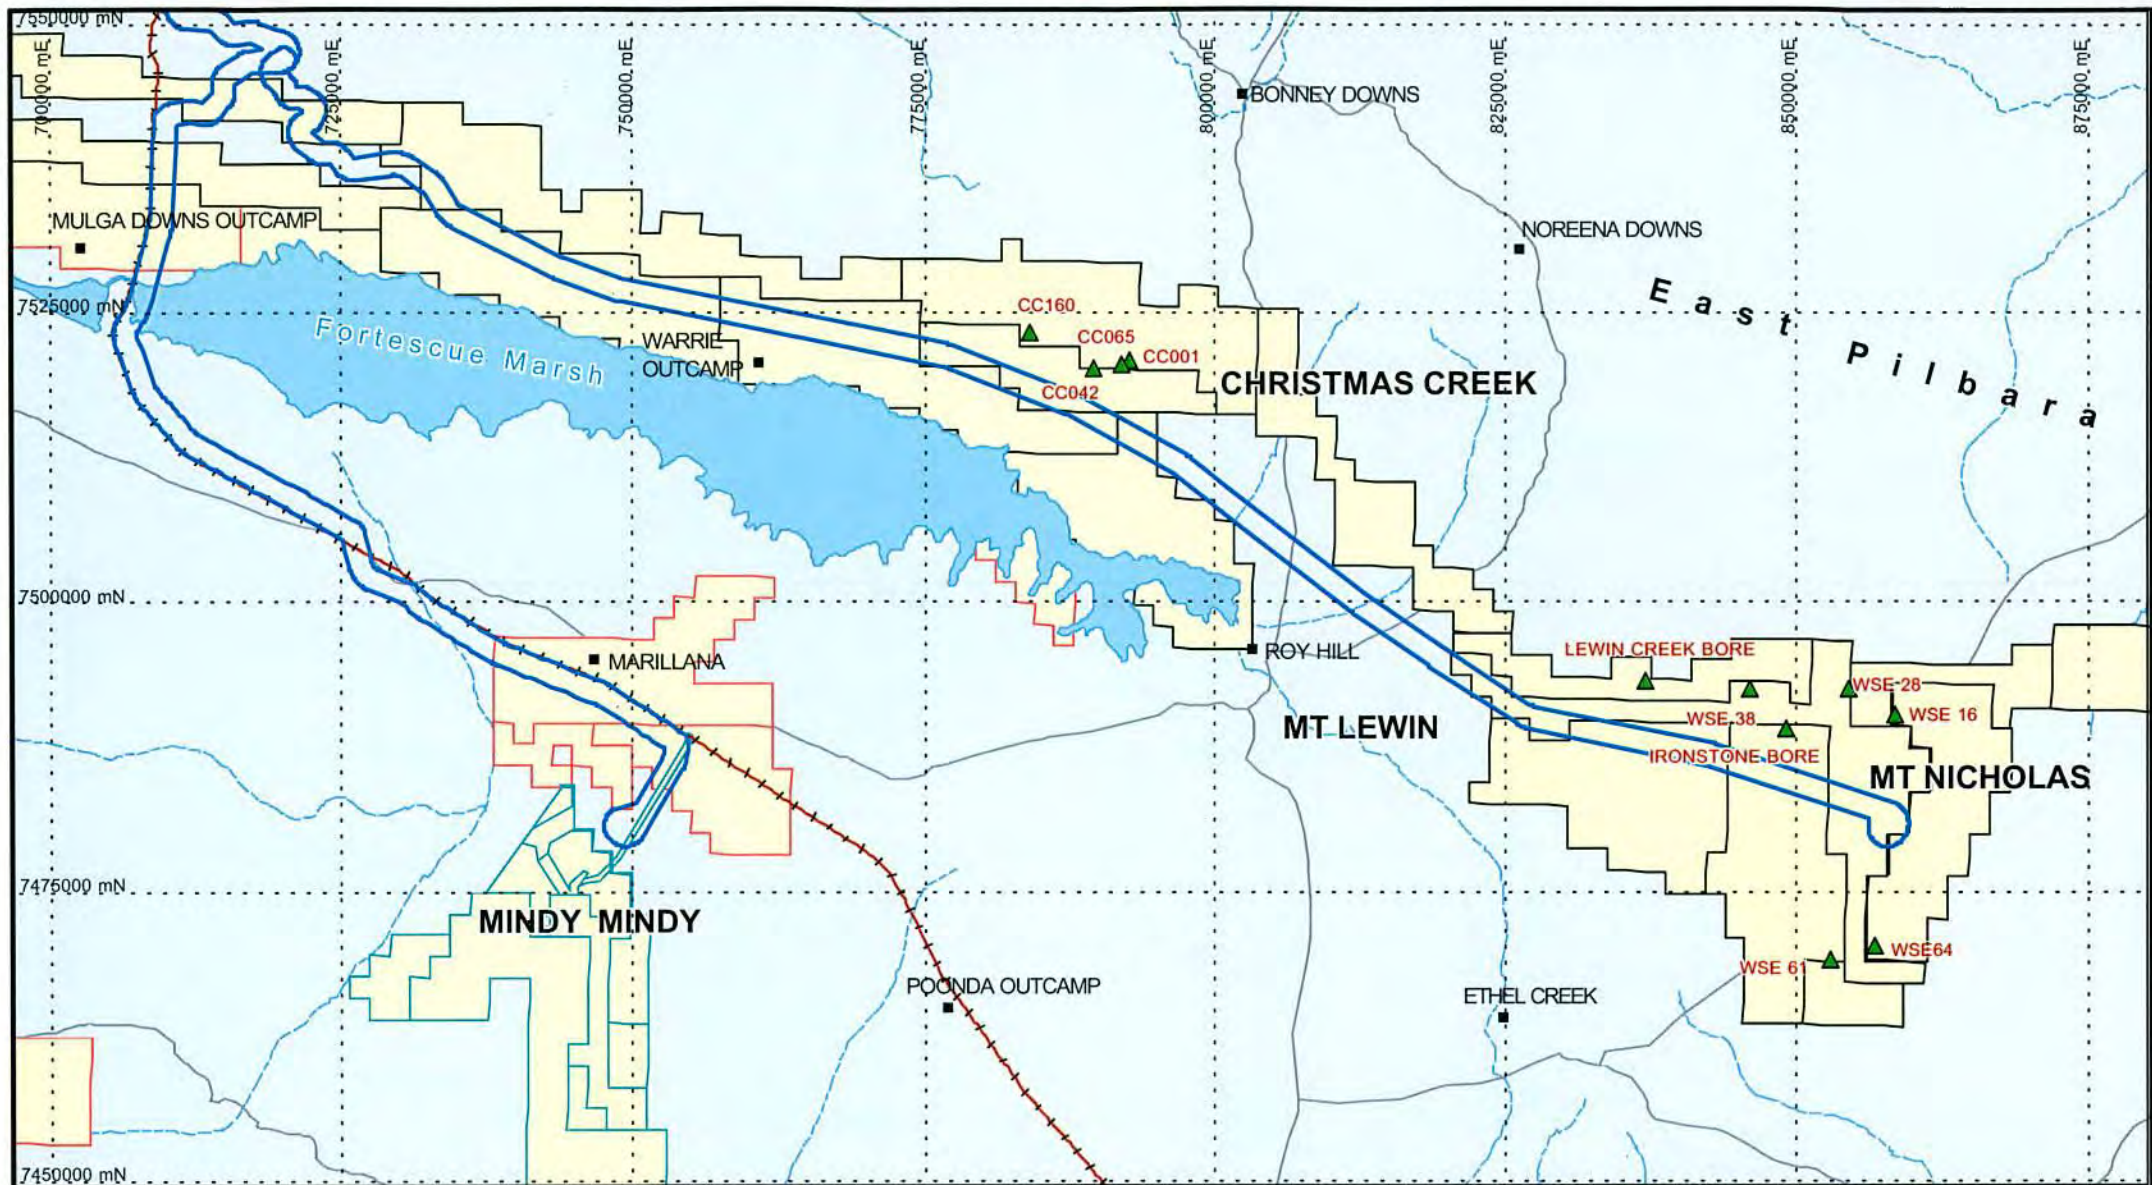 7550000 mN
700000 mE
725000 mE
750000 mE
775000 mE
800000 mE
825000 mE
850000 mE
875000 mE
BONNEY DOWNS
MULGA DOWNS OUTCAMP
NOREENA DOWNS
East Pilbara
7525000 mN
Fortescue Marsh
CC160
CC065
CC001
CC042
WARRIE
OUTCAMP
CHRISTMAS CREEK
7500000 mN
MARILLANA
ROY HILL
LEWIN CREEK BORE
WSE 28
WSE 16
WSE 38
MT LEWIN
IRONSTONE BORE
MT NICHOLAS
7475000 mN
MINDY MINDY
WSE64
WSE 61
POONDA OUTCAMP
ETHEL CREEK
7450000 mN